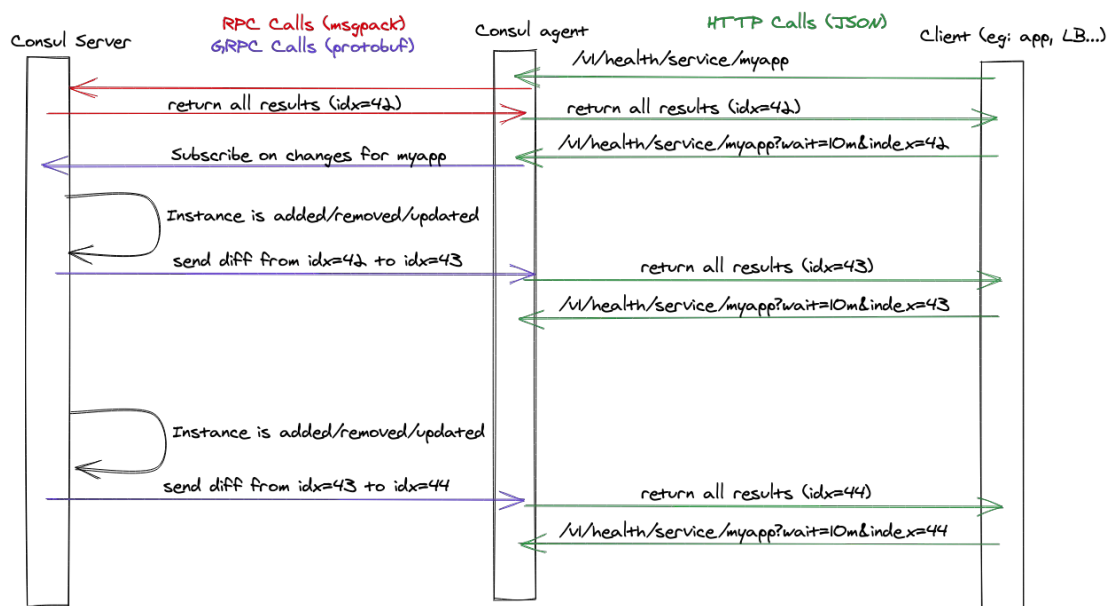 RPC Calls (msgpack)
GRPC Calls (protobuf)
HTTP Calls (JSON)
Consul Server
Consul agent
Client (eg: app, LB...)
/v1/health/service/myapp
return all results (idx=42)
return all results (idx=42)
/v1/health/service/myapp?wait=10m&index=42
Subscribe on changes for myapp
Instance is added/removed/updated
send diff from idx=42 to idx=43
return all results (idx=43)
/v1/health/service/myapp?wait=10m&index=43
Instance is added/removed/updated
send diff from idx=43 to idx=44
return all results (idx=44)
/v1/health/service/myapp?wait=10m&index=44